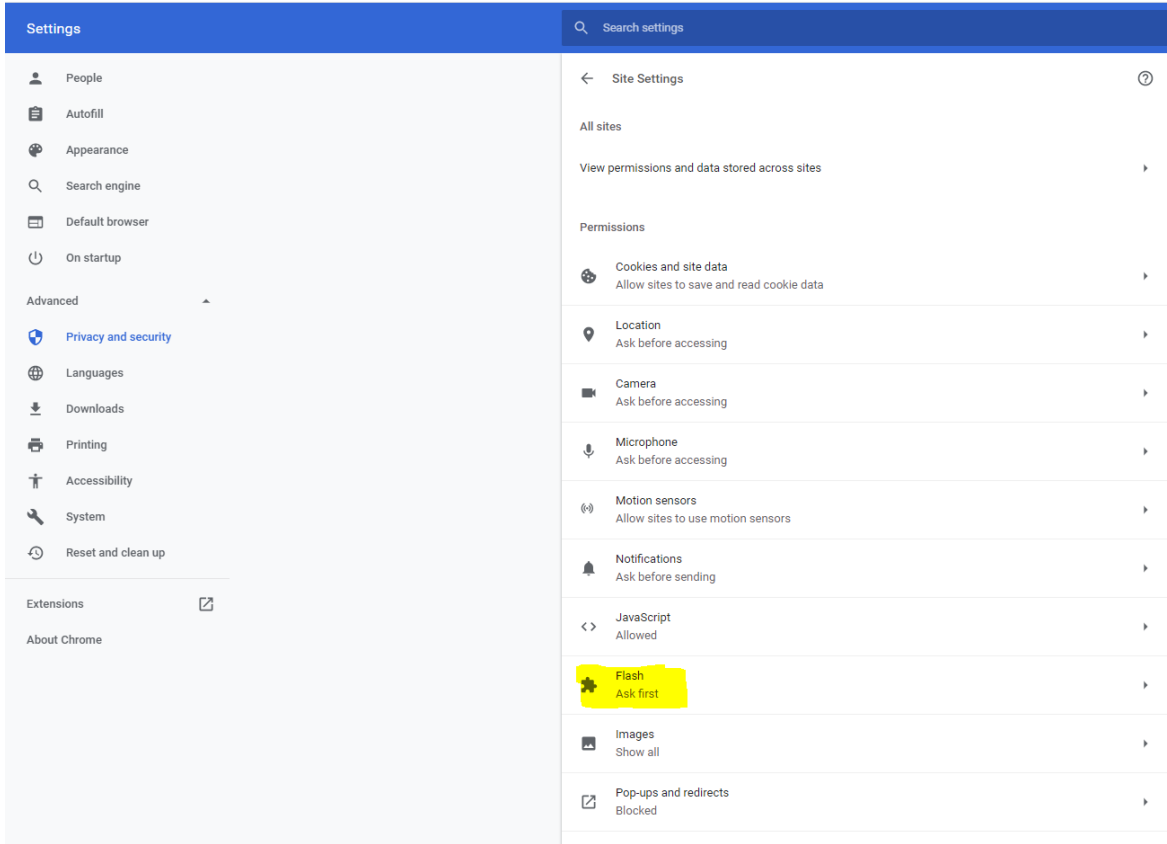 Settings
Search settings
People
Autofill
Appearance
Search engine
Default browser
On startup
Advanced
Privacy and security
Languages
Downloads
Printing
Accessibility
System
Reset and clean up
Extensions
About Chrome
Site Settings
All sites
View permissions and data stored across sites
Permissions
Cookies and site data
Allow sites to save and read cookie data
Location
Ask before accessing
Camera
Ask before accessing
Microphone
Ask before accessing
Motion sensors
Allow sites to use motion sensors
Notifications
Ask before sending
JavaScript
Allowed
Flash
Ask first
Images
Show all
Pop-ups and redirects
Blocked